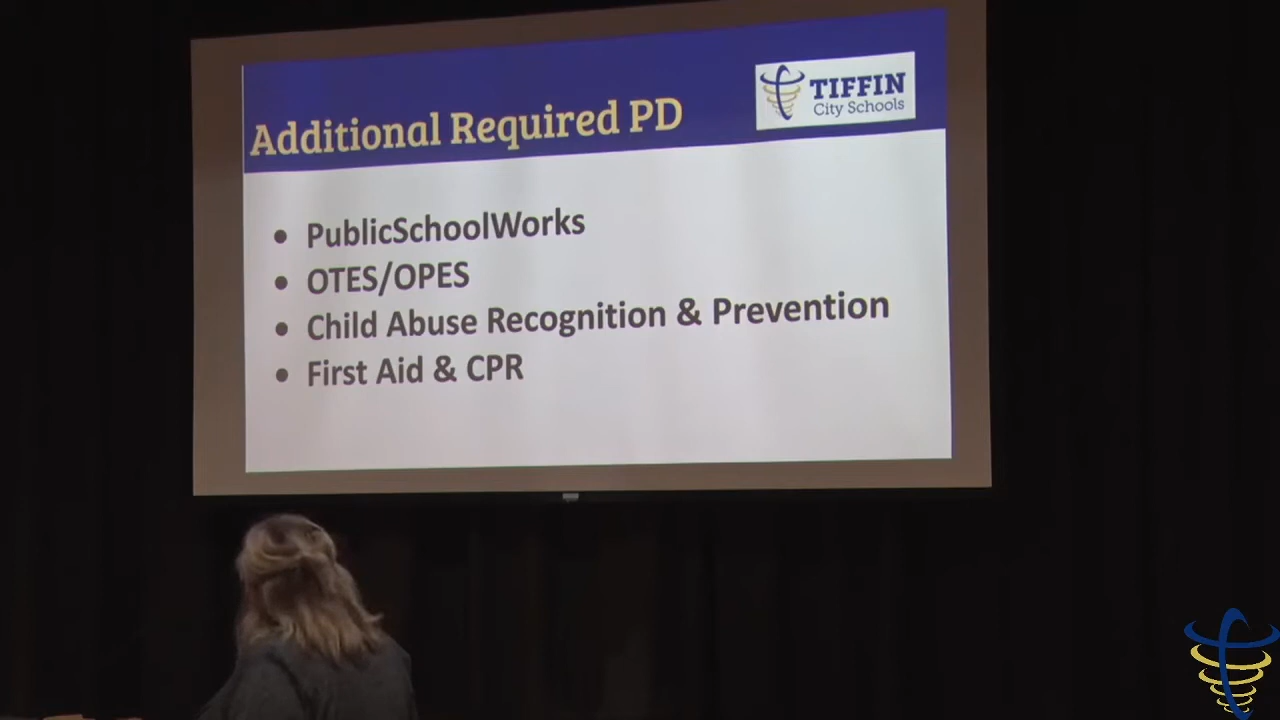 TIFFIN
City Schools
Additional Required PD
• PublicSchoolWorks
• OTES/OPES
• Child Abuse Recognition & Prevention
• First Aid & CPR